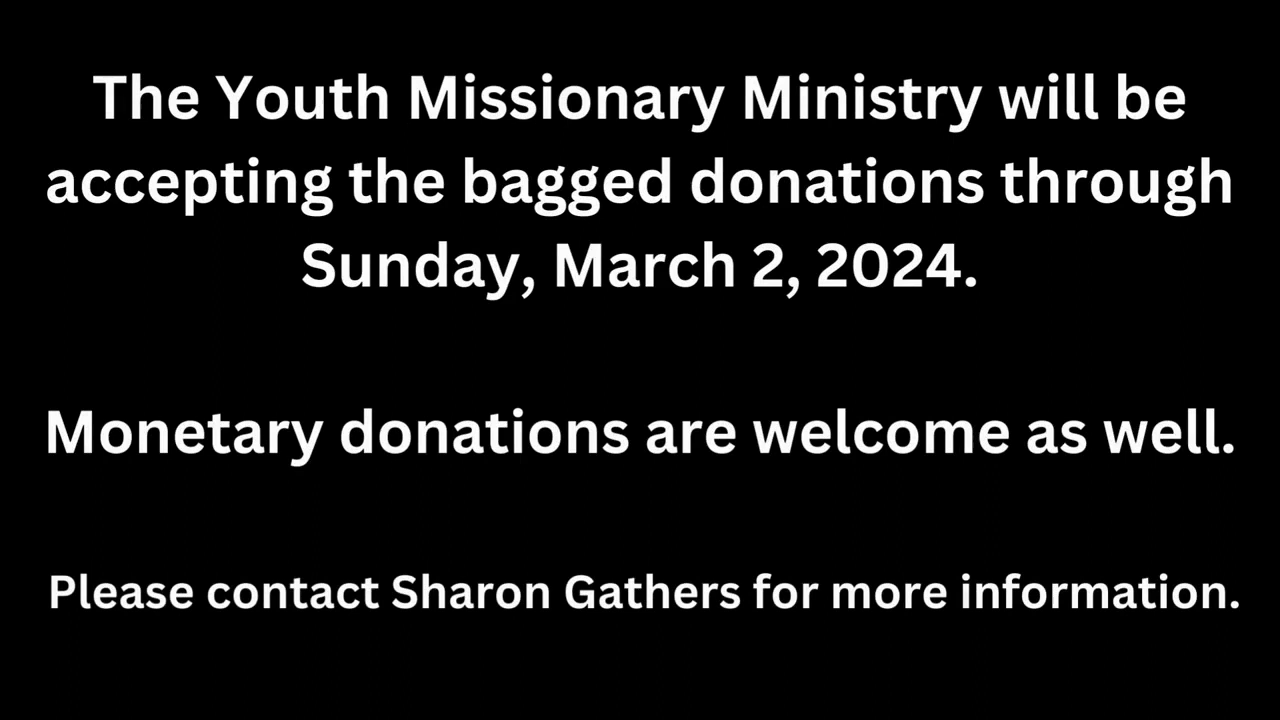 The Youth Missionary Ministry will be
accepting the bagged donations through
Sunday, March 2, 2024.
Monetary donations are welcome as well.
Please contact Sharon Gathers for more information.